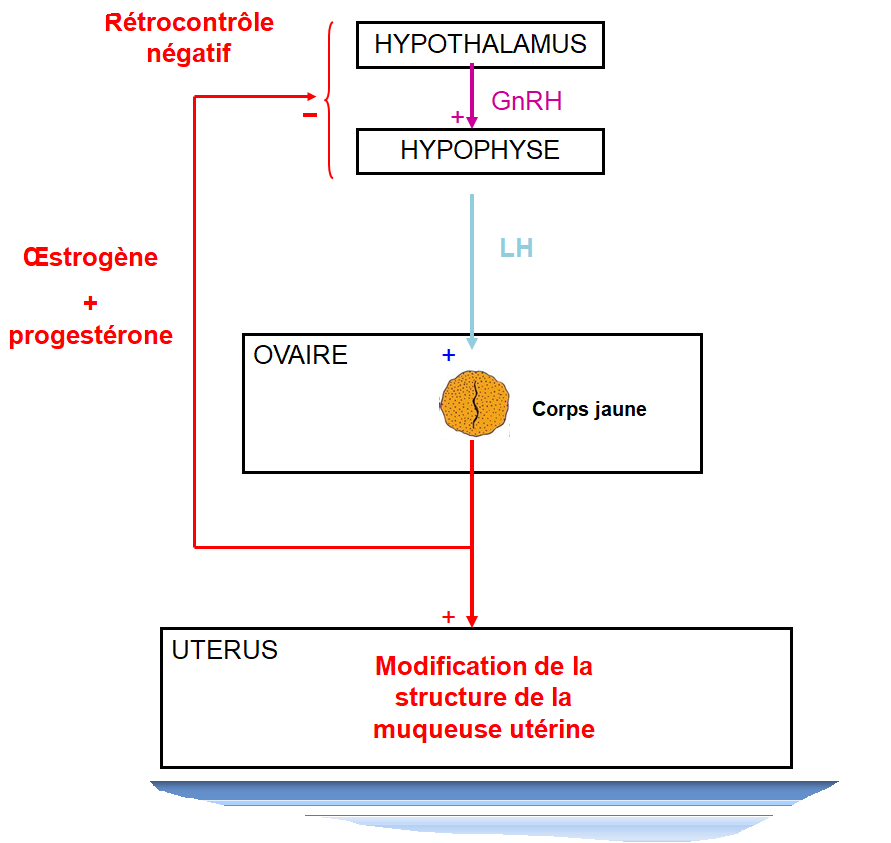 Rétrocontrôle
négatif
HYPOTHALAMUS
GnRH
+
−
HYPOPHYSE
LH
Œstrogène
+
progestérone
OVAIRE
+
Corps jaune
+
UTERUS
Modification de la
structure de la
muqueuse utérine